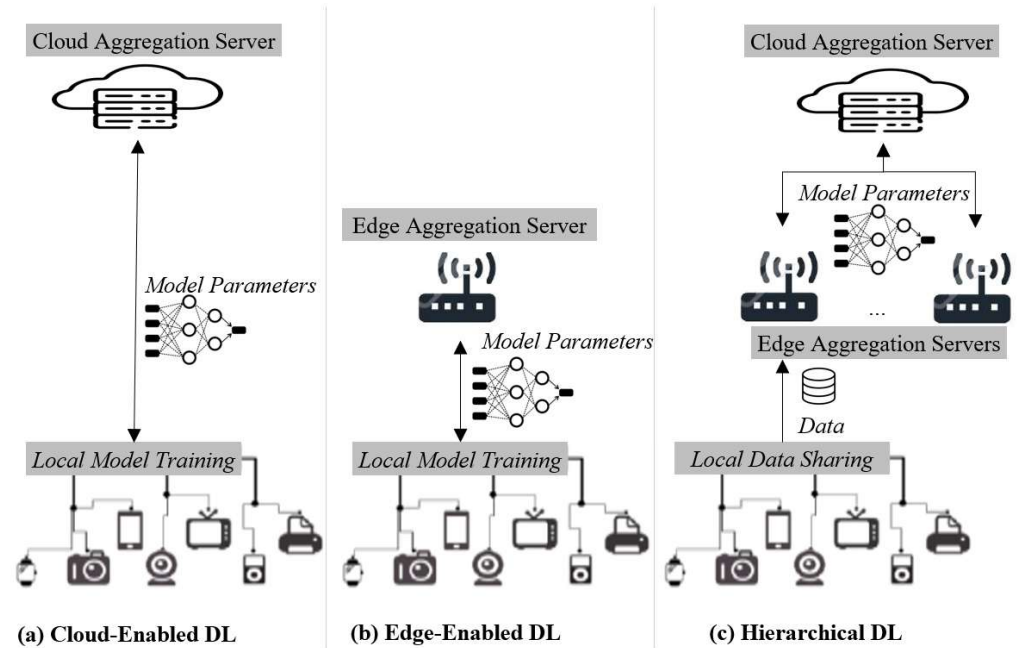 Cloud Aggregation Server
Model Parameters
Local Model Training
(a) Cloud-Enabled DL
Edge Aggregation Server
Model Parameters
Local Model Training
(b) Edge-Enabled DL
Cloud Aggregation Server
Model Parameters
...
Edge Aggregation Servers
Data
Local Data Sharing
(c) Hierarchical DL